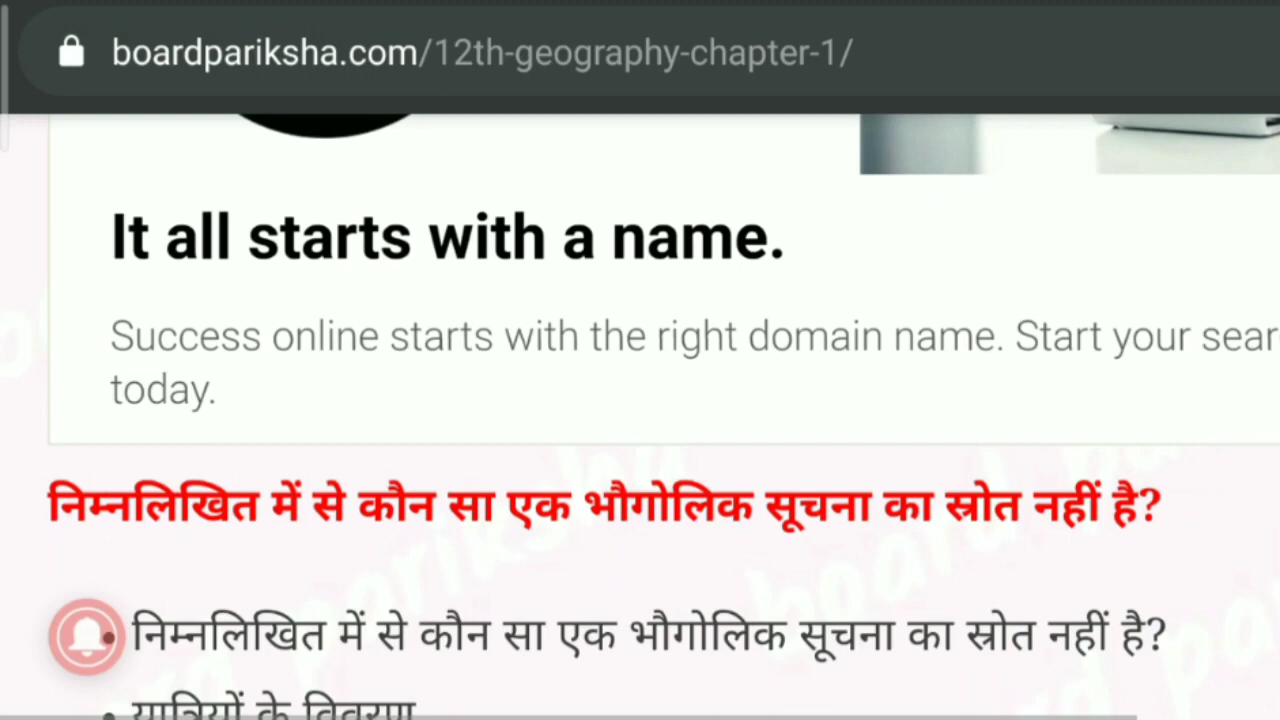 boardpariksha.com/12th-geography-chapter-1/
It all starts with a name.
Success online starts with the right domain name. Start your sear
today.
निम्नलिखित में से कौन सा एक भौगोलिक सूचना का स्रोत नहीं है?
• निम्नलिखित में से कौन सा एक भौगोलिक सूचना का स्रोत नहीं है?
• यात्रियों के विवरण